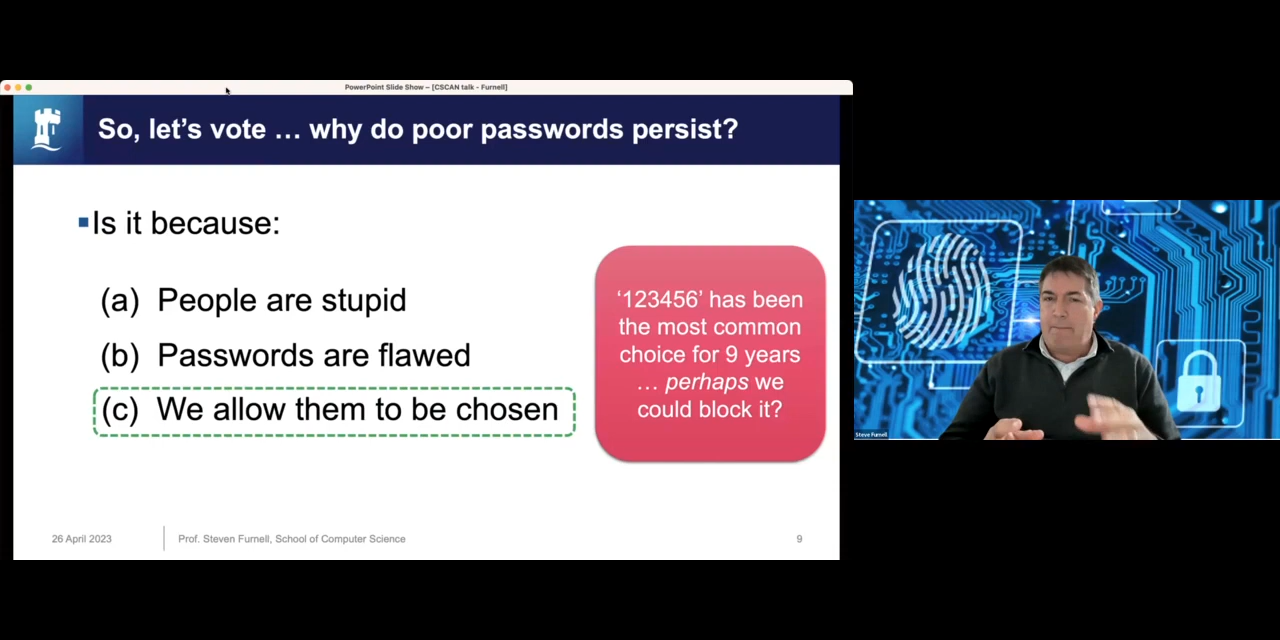 PowerPoint Slide Show – [CSCAN talk - Furnell]
So, let's vote … why do poor passwords persist?
Is it because:
(a) People are stupid
(b) Passwords are flawed
(c) We allow them to be chosen
‘123456’ has been
the most common
choice for 9 years
… perhaps we
could block it?
26 April 2023
Prof. Steven Furnell, School of Computer Science
9
Steve Furnell